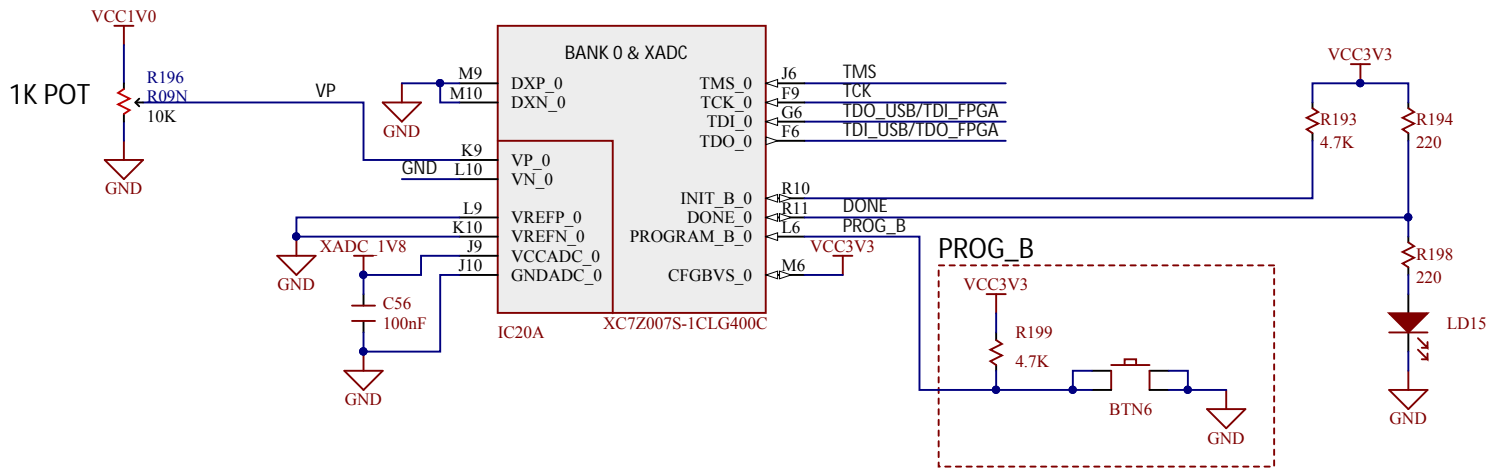 VCC1V0
1K POT
R196
R09N
10K
GND
VP
GND
GND
GND
XADC_1V8
C56
100nF
GND
BANK 0 & XADC
M9
DXP_0
M10
DXN_0
K9
VP_0
L10
VN_0
L9
VREFP_0
K10
VREFN_0
J9
VCCADC_0
J10
GNDADC_0
TMS_0
J6
TMS
TCK_0
F9
TCK
TDI_0
G6
TDO_USB/TDI_FPGA
TDO_0
F6
TDI_USB/TDO_FPGA
INIT_B_0
R10
DONE_0
R11
DONE
PROGRAM_B_0
L6
PROG_B
CFGBVS_0
M6
VCC3V3
IC20A
XC7Z007S-1CLG400C
PROG_B
VCC3V3
R199
4.7K
BTN6
GND
VCC3V3
R193
4.7K
R194
220
R198
220
LD15
GND